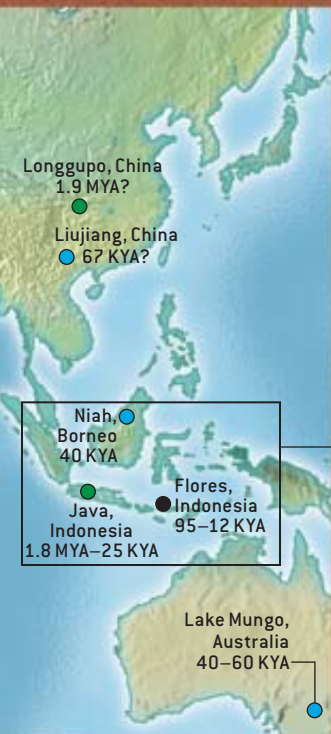 Longgupo, China
1.9 MYA?
Liujiang, China
67 KYA?
Niah,
Borneo
40 KYA
Flores,
Indonesia
95–12 KYA
Java,
Indonesia
1.8 MYA–25 KYA
Lake Mungo,
Australia
40–60 KYA